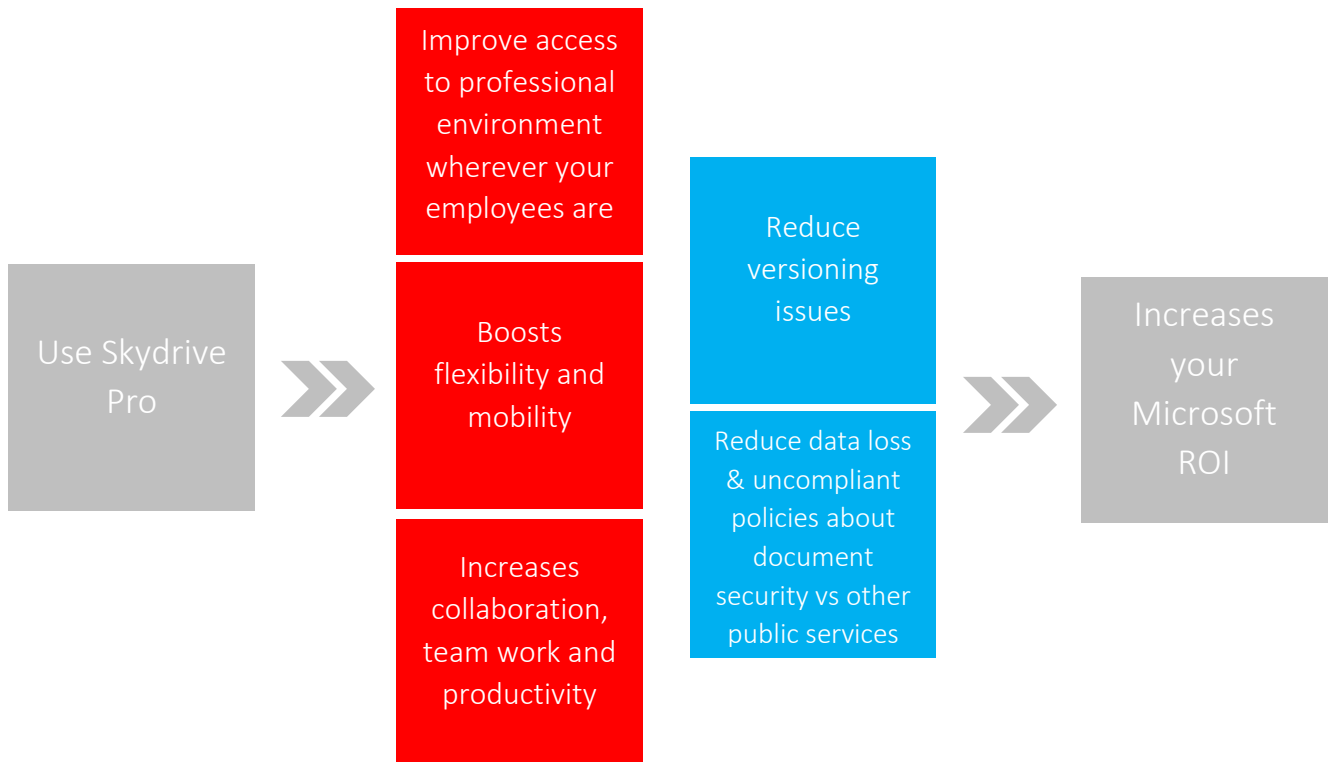 Use Skydrive
Pro
Improve access
to professional
environment
wherever your
employees are
Boosts
flexibility and
mobility
Increases
collaboration,
team work and
productivity
Reduce
versioning
issues
Reduce data loss
& uncompliant
policies about
document
security vs other
public services
Increases
your
Microsoft
ROI